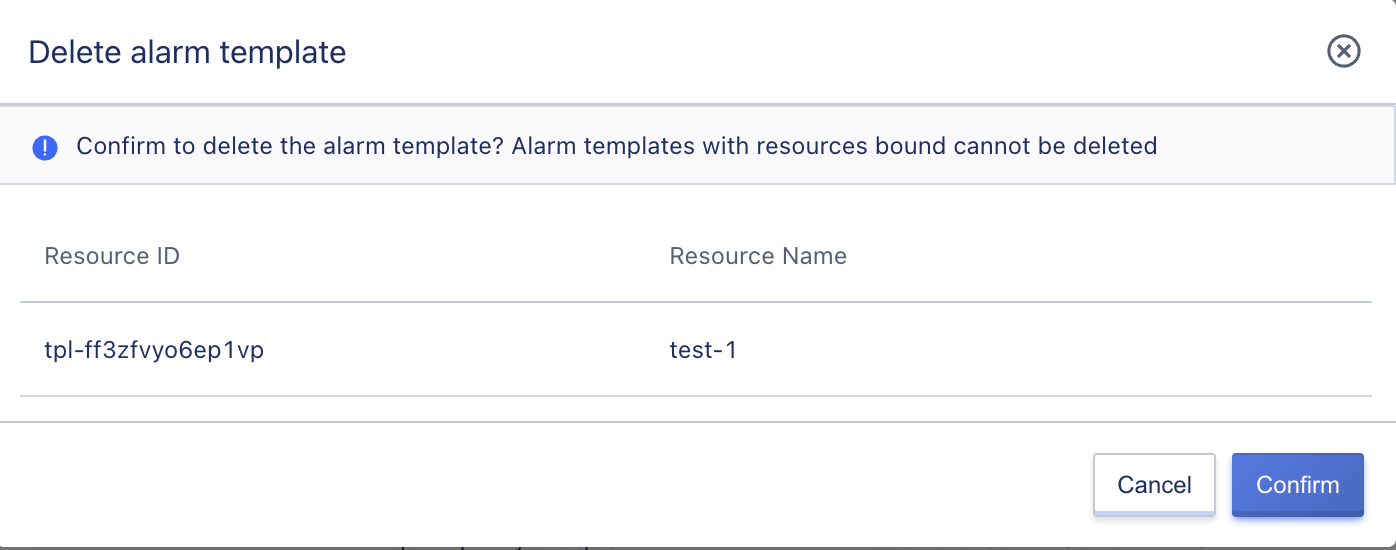 Delete alarm template
Confirm to delete the alarm template? Alarm templates with resources bound cannot be deleted
Resource ID Resource Name
tpl-ff3zfvyo6ep1vp test-1
Cancel Confirm